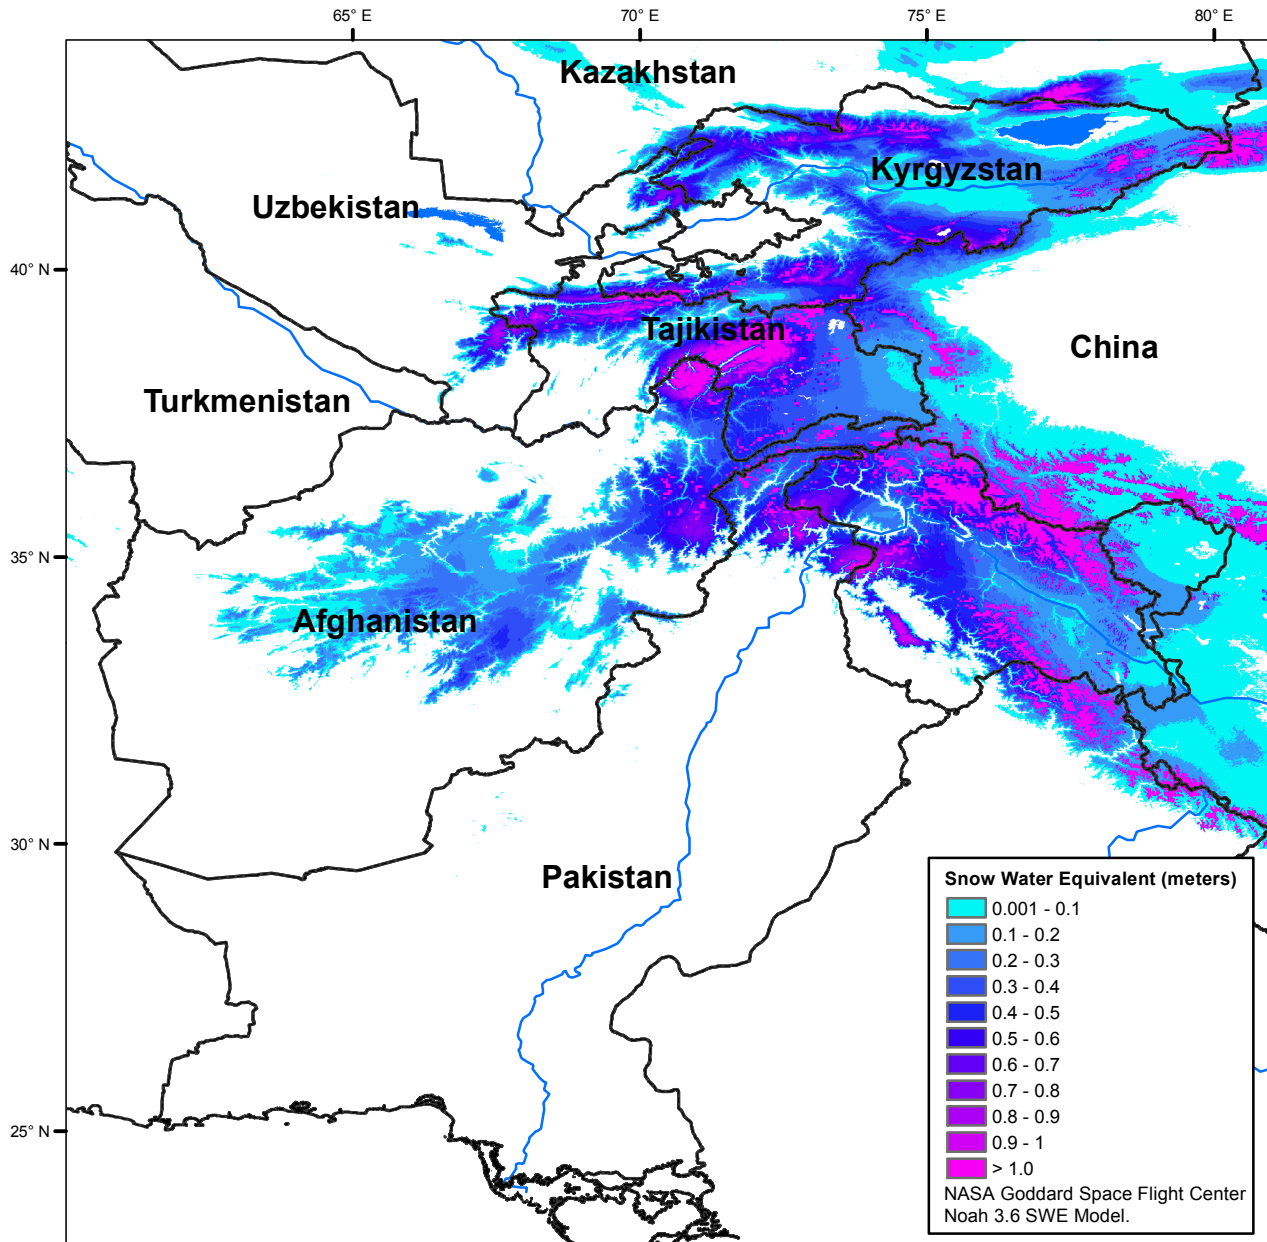 65° E
70° E
75° E
80° E
Kazakhstan
Kyrgyzstan
Uzbekistan
40° N
Tajikistan
China
Turkmenistan
35° N
Afghanistan
30° N
Pakistan
25° N
Snow Water Equivalent (meters)
0.001 - 0.1
0.1 - 0.2
0.2 - 0.3
0.3 - 0.4
0.4 - 0.5
0.5 - 0.6
0.6 - 0.7
0.7 - 0.8
0.8 - 0.9
0.9 - 1
> 1.0
NASA Goddard Space Flight Center
Noah 3.6 SWE Model.